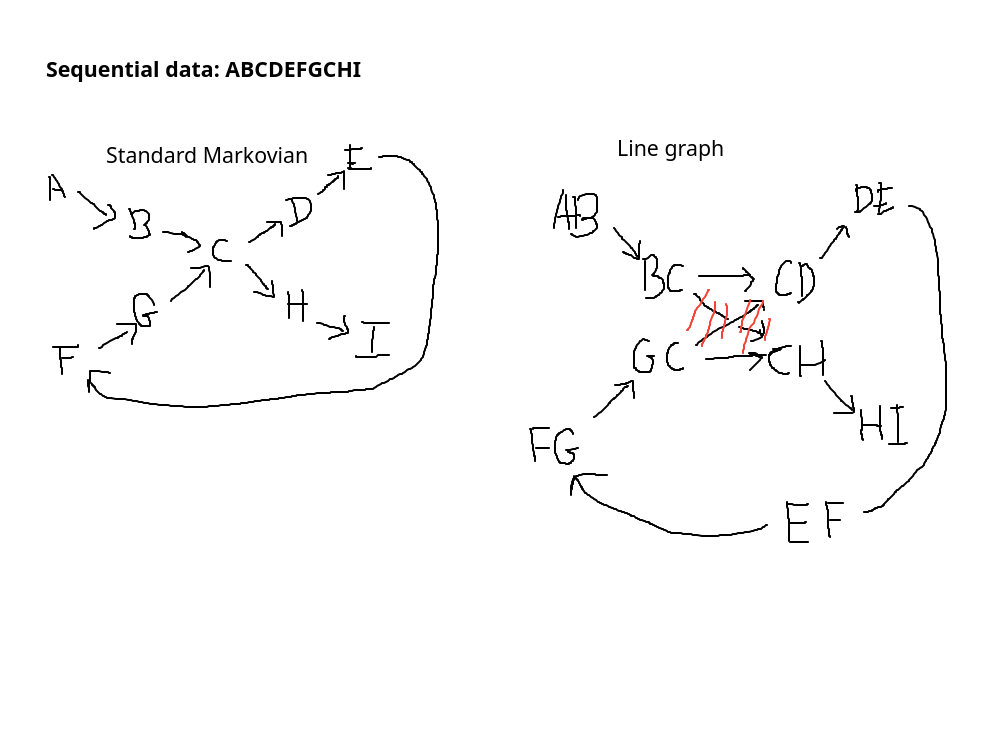 Sequential data: ABCDEFGCHI
Standard Markovian
A
B
C
D
E
F
G
H
I
Line graph
AB
BC
CD
DE
GC
CH
FG
HI
EF